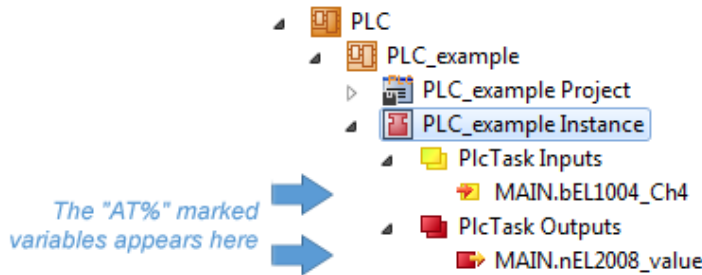 PLC
PLC_example
PLC_example Project
PLC_example Instance
PlcTask Inputs
MAIN.bEL1004_Ch4
The "AT%" marked
variables appears here
PlcTask Outputs
MAIN.nEL2008_value